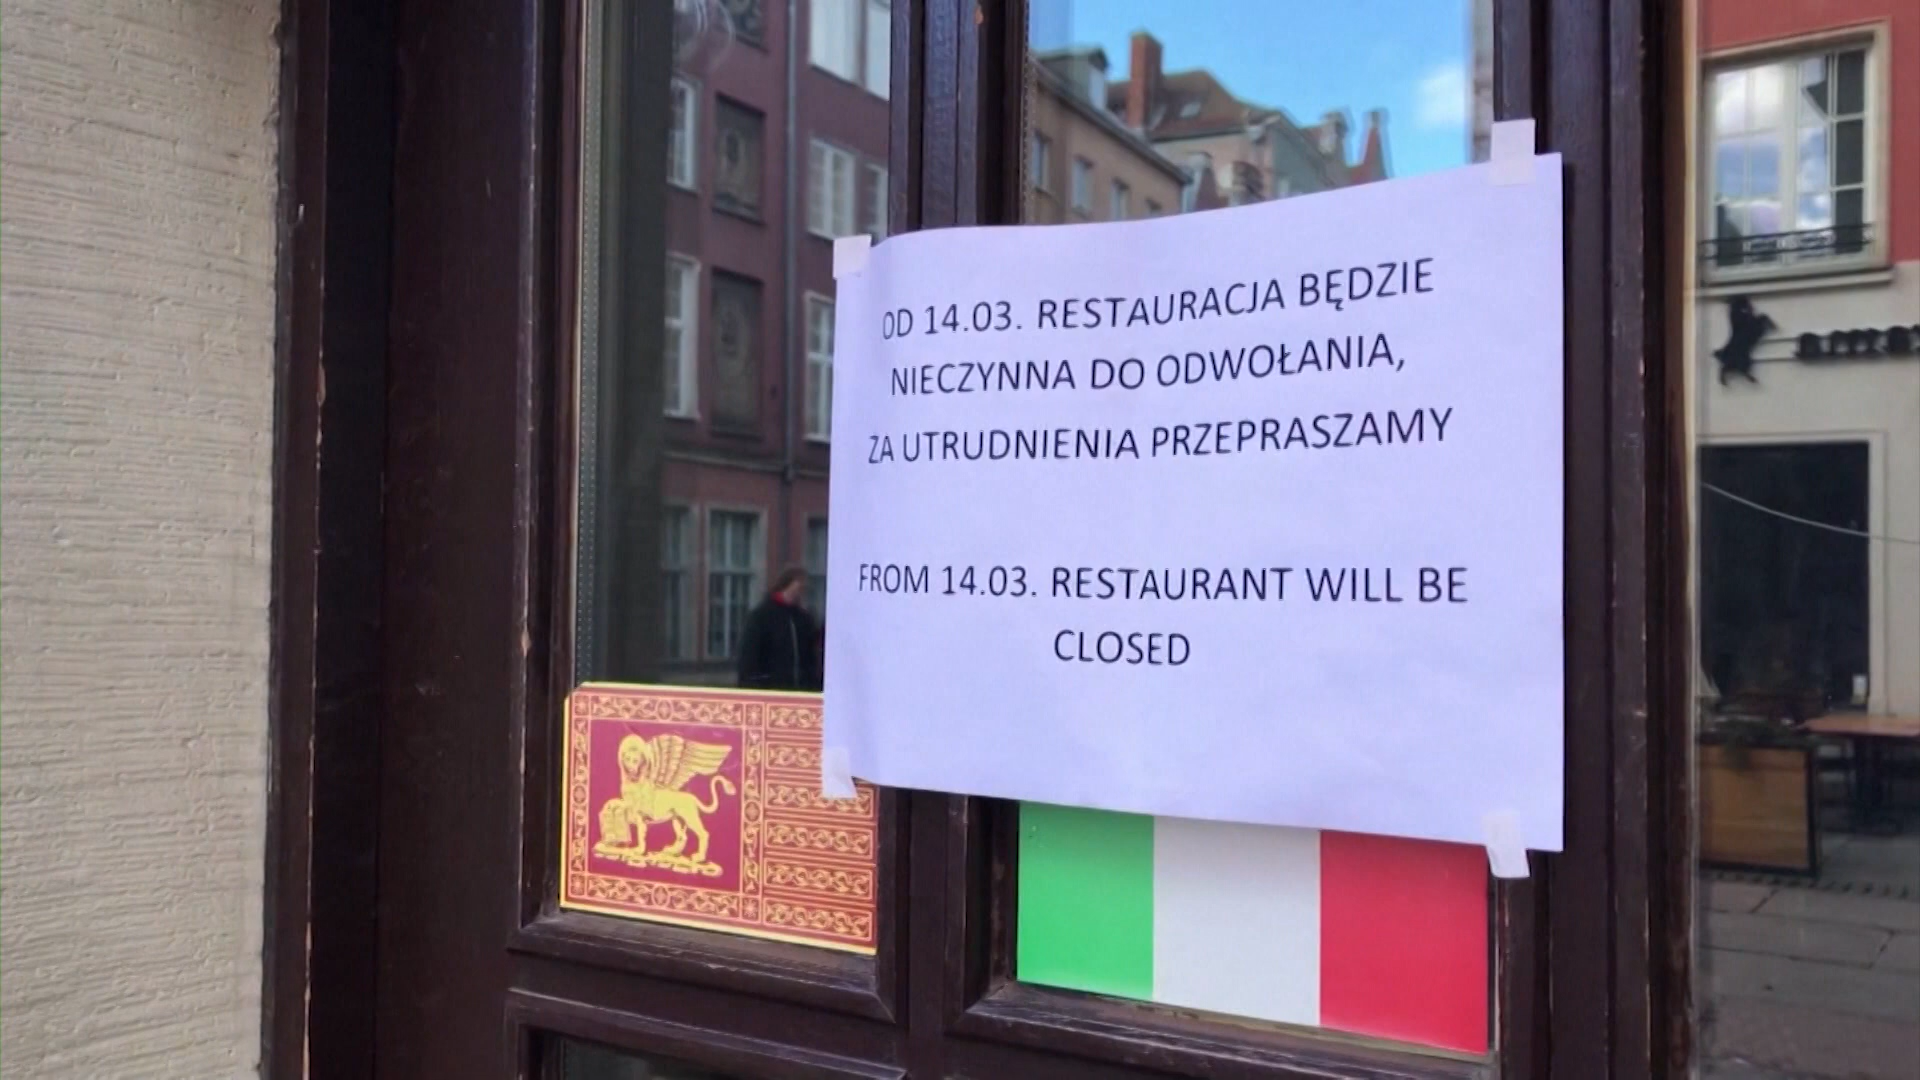 OD 14.03. RESTAURACJA BĘDZIE
NIECZYNNA DO ODWOŁANIA,
ZA UTRUDNIENIA PRZEPRASZAMY
FROM 14.03. RESTAURANT WILL BE
CLOSED